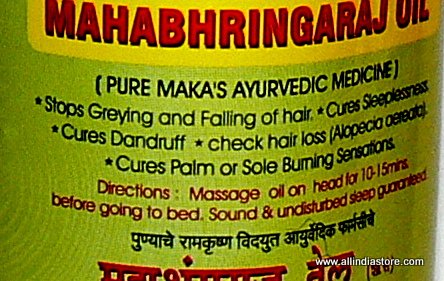 MAHABHRINGARAJ OIL
( PURE MAKA'S AYURVEDIC MEDICINE )
*Stops Greying and Falling of hair. *Cures Sleeplessness.
*Cures Dandruff * check hair loss (Alopecia aereata).
*Cures Palm or Sole Burning Sensations.
Directions : Massage oil on head for 10-15mins.
before going to bed. Sound & undisturbed sleep guaranteed.
पुण्याचे रामकृष्ण विद्युत आयुर्वेदिक फार्मसीचे
महाभृंगराज तेल
www.allindiastore.com